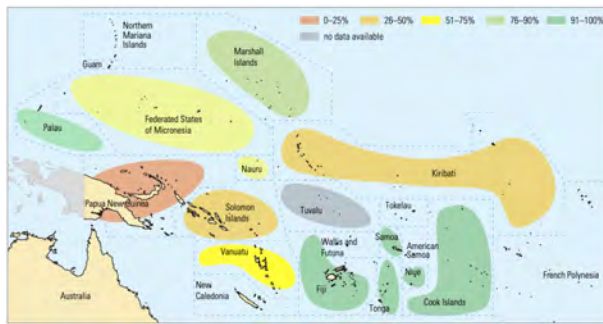 0–25%
26–50%
51–75%
76–90%
91–100%
no data available
Northern
Mariana
Islands
Guam
Marshall
Islands
Palau
Federated States
of Micronesia
Nauru
Kiribati
Papua New Guinea
Solomon
Islands
Tuvalu
Tokelau
Vanuatu
Wallis and
Futuna
Samoa
American
Samoa
Fiji
Niue
New
Caledonia
Tonga
Cook Islands
French Polynesia
Australia